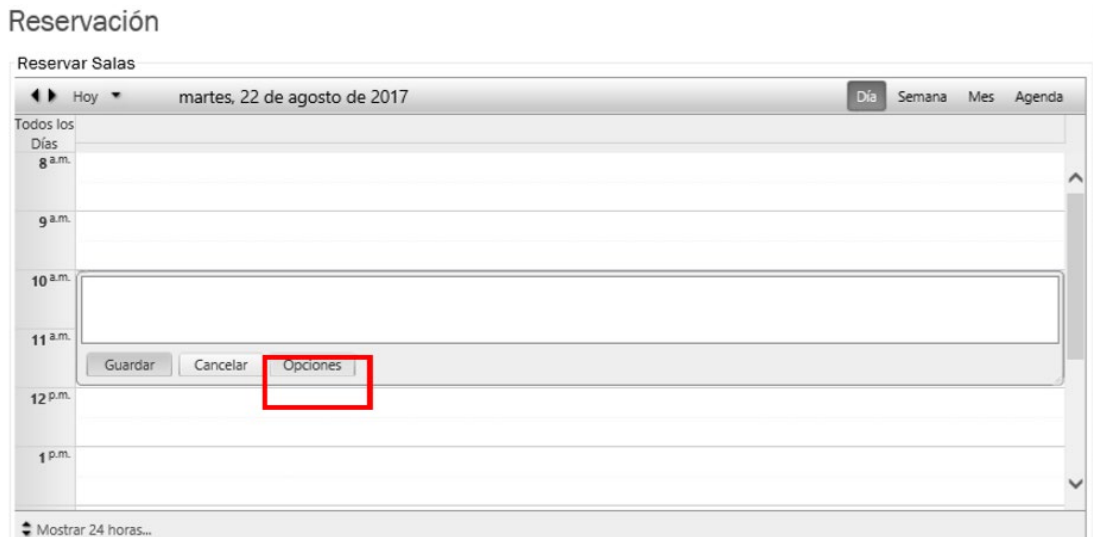 Reservación
Reservar Salas
Hoy martes, 22 de agosto de 2017 Día Semana Mes Agenda
Todos los
Días
8 a.m.
9 a.m.
10 a.m.
11 a.m.
Guardar Cancelar Opciones
12 p.m.
1 p.m.
Mostrar 24 horas...